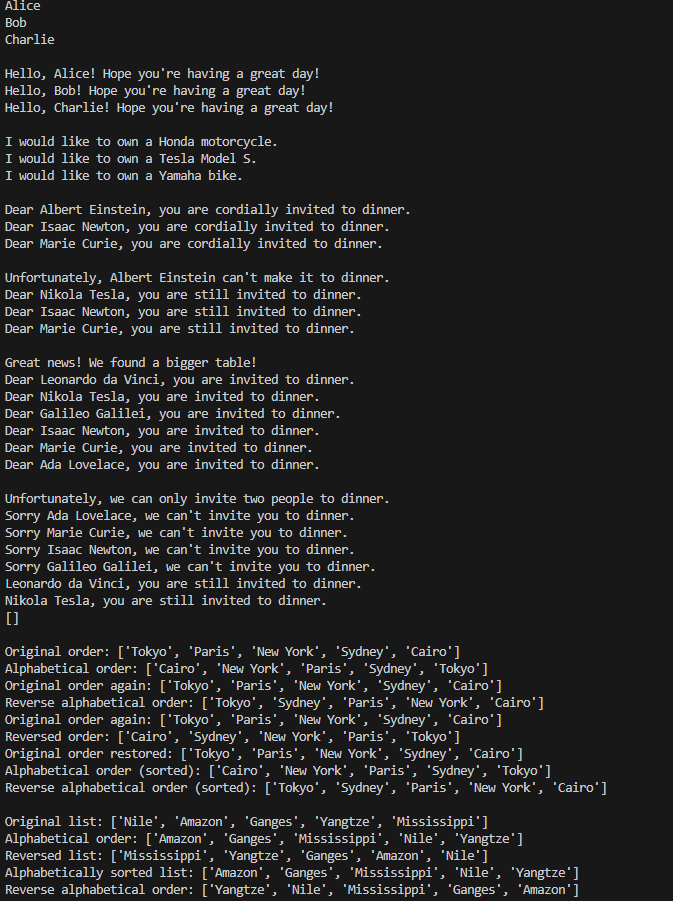 Alice
Bob
Charlie
Hello, Alice! Hope you're having a great day!
Hello, Bob! Hope you're having a great day!
Hello, Charlie! Hope you're having a great day!
I would like to own a Honda motorcycle.
I would like to own a Tesla Model S.
I would like to own a Yamaha bike.
Dear Albert Einstein, you are cordially invited to dinner.
Dear Isaac Newton, you are cordially invited to dinner.
Dear Marie Curie, you are cordially invited to dinner.
Unfortunately, Albert Einstein can't make it to dinner.
Dear Nikola Tesla, you are still invited to dinner.
Dear Isaac Newton, you are still invited to dinner.
Dear Marie Curie, you are still invited to dinner.
Great news! We found a bigger table!
Dear Leonardo da Vinci, you are invited to dinner.
Dear Nikola Tesla, you are invited to dinner.
Dear Galileo Galilei, you are invited to dinner.
Dear Isaac Newton, you are invited to dinner.
Dear Marie Curie, you are invited to dinner.
Dear Ada Lovelace, you are invited to dinner.
Unfortunately, we can only invite two people to dinner.
Sorry Ada Lovelace, we can't invite you to dinner.
Sorry Marie Curie, we can't invite you to dinner.
Sorry Isaac Newton, we can't invite you to dinner.
Sorry Galileo Galilei, we can't invite you to dinner.
Leonardo da Vinci, you are still invited to dinner.
Nikola Tesla, you are still invited to dinner.
[]
Original order: ['Tokyo', 'Paris', 'New York', 'Sydney', 'Cairo']
Alphabetical order: ['Cairo', 'New York', 'Paris', 'Sydney', 'Tokyo']
Original order again: ['Tokyo', 'Paris', 'New York', 'Sydney', 'Cairo']
Reverse alphabetical order: ['Tokyo', 'Sydney', 'Paris', 'New York', 'Cairo']
Original order again: ['Tokyo', 'Paris', 'New York', 'Sydney', 'Cairo']
Reversed order: ['Cairo', 'Sydney', 'New York', 'Paris', 'Tokyo']
Original order restored: ['Tokyo', 'Paris', 'New York', 'Sydney', 'Cairo']
Alphabetical order (sorted): ['Cairo', 'New York', 'Paris', 'Sydney', 'Tokyo']
Reverse alphabetical order (sorted): ['Tokyo', 'Sydney', 'Paris', 'New York', 'Cairo']
Original list: ['Nile', 'Amazon', 'Ganges', 'Yangtze', 'Mississippi']
Alphabetical order: ['Amazon', 'Ganges', 'Mississippi', 'Nile', 'Yangtze']
Reversed list: ['Mississippi', 'Yangtze', 'Ganges', 'Amazon', 'Nile']
Alphabetically sorted list: ['Amazon', 'Ganges', 'Mississippi', 'Nile', 'Yangtze']
Reverse alphabetical order: ['Yangtze', 'Nile', 'Mississippi', 'Ganges', 'Amazon']